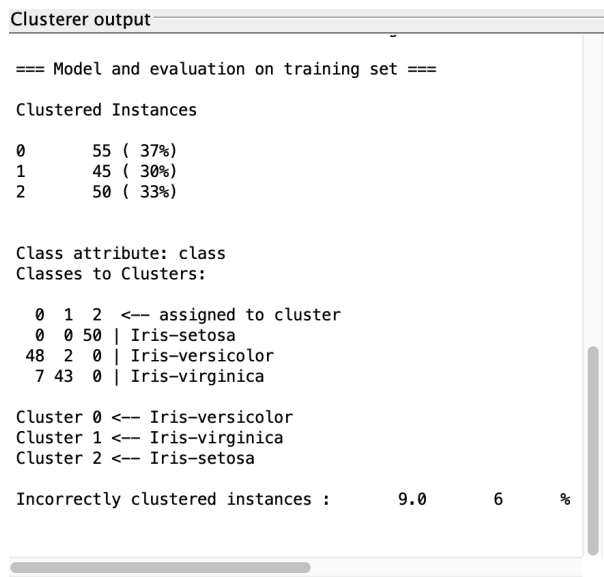 Clusterer output
=== Model and evaluation on training set ===
Clustered Instances
0       55 ( 37%)
1       45 ( 30%)
2       50 ( 33%)
Class attribute: class
Classes to Clusters:
  0  1  2  <-- assigned to cluster
  0  0 50 | Iris-setosa
 48  2  0 | Iris-versicolor
  7 43  0 | Iris-virginica
Cluster 0 <-- Iris-versicolor
Cluster 1 <-- Iris-virginica
Cluster 2 <-- Iris-setosa
Incorrectly clustered instances :       9.0       6      %